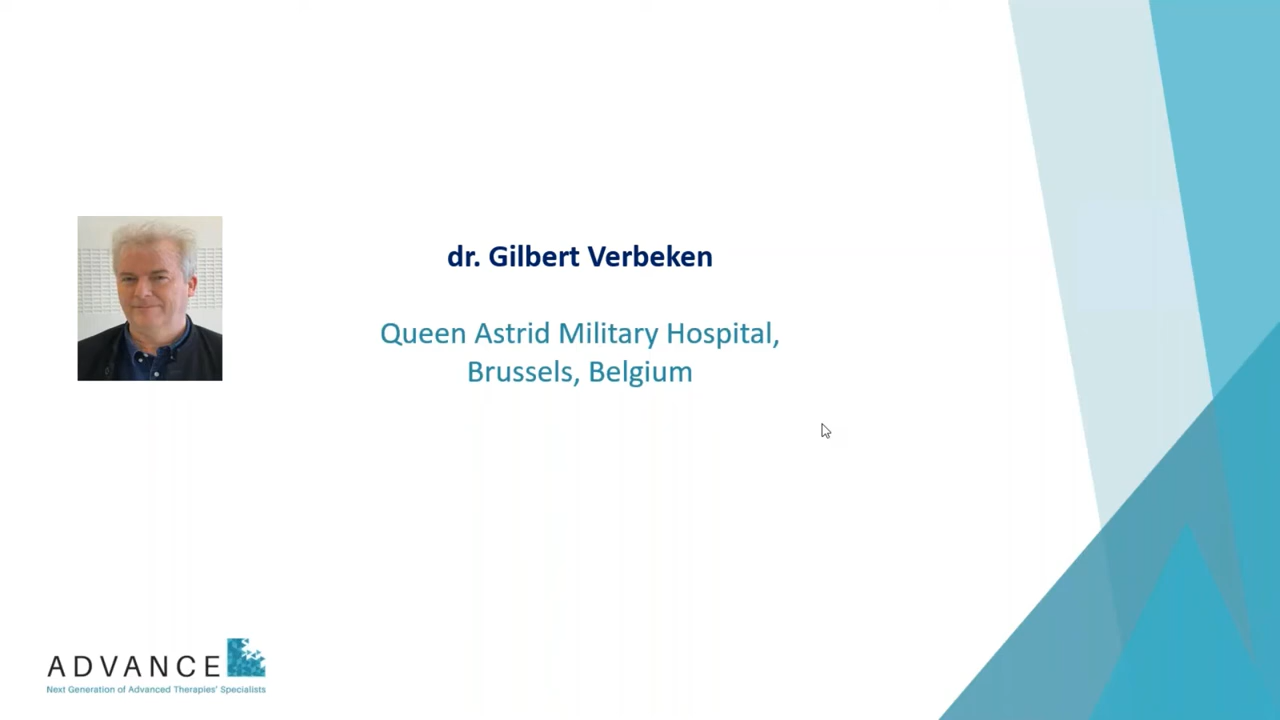 dr. Gilbert Verbeken
Queen Astrid Military Hospital,
Brussels, Belgium
ADVANCE
Next Generation of Advanced Therapies' Specialists